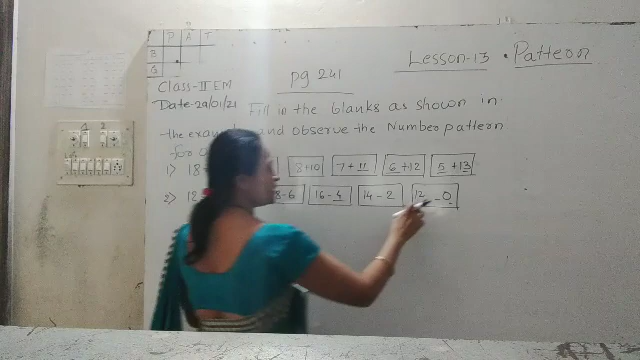 P A T
B
G
Lesson-13 • Pattern
Class-II EM
pg 241
Date-29/01/21
Fill in the blanks as shown in
the example and observe the Number pattern
for
1) 18 8+10 7+11 6+12 5+13
2) 12 8-6 16-4 14-2 12-0